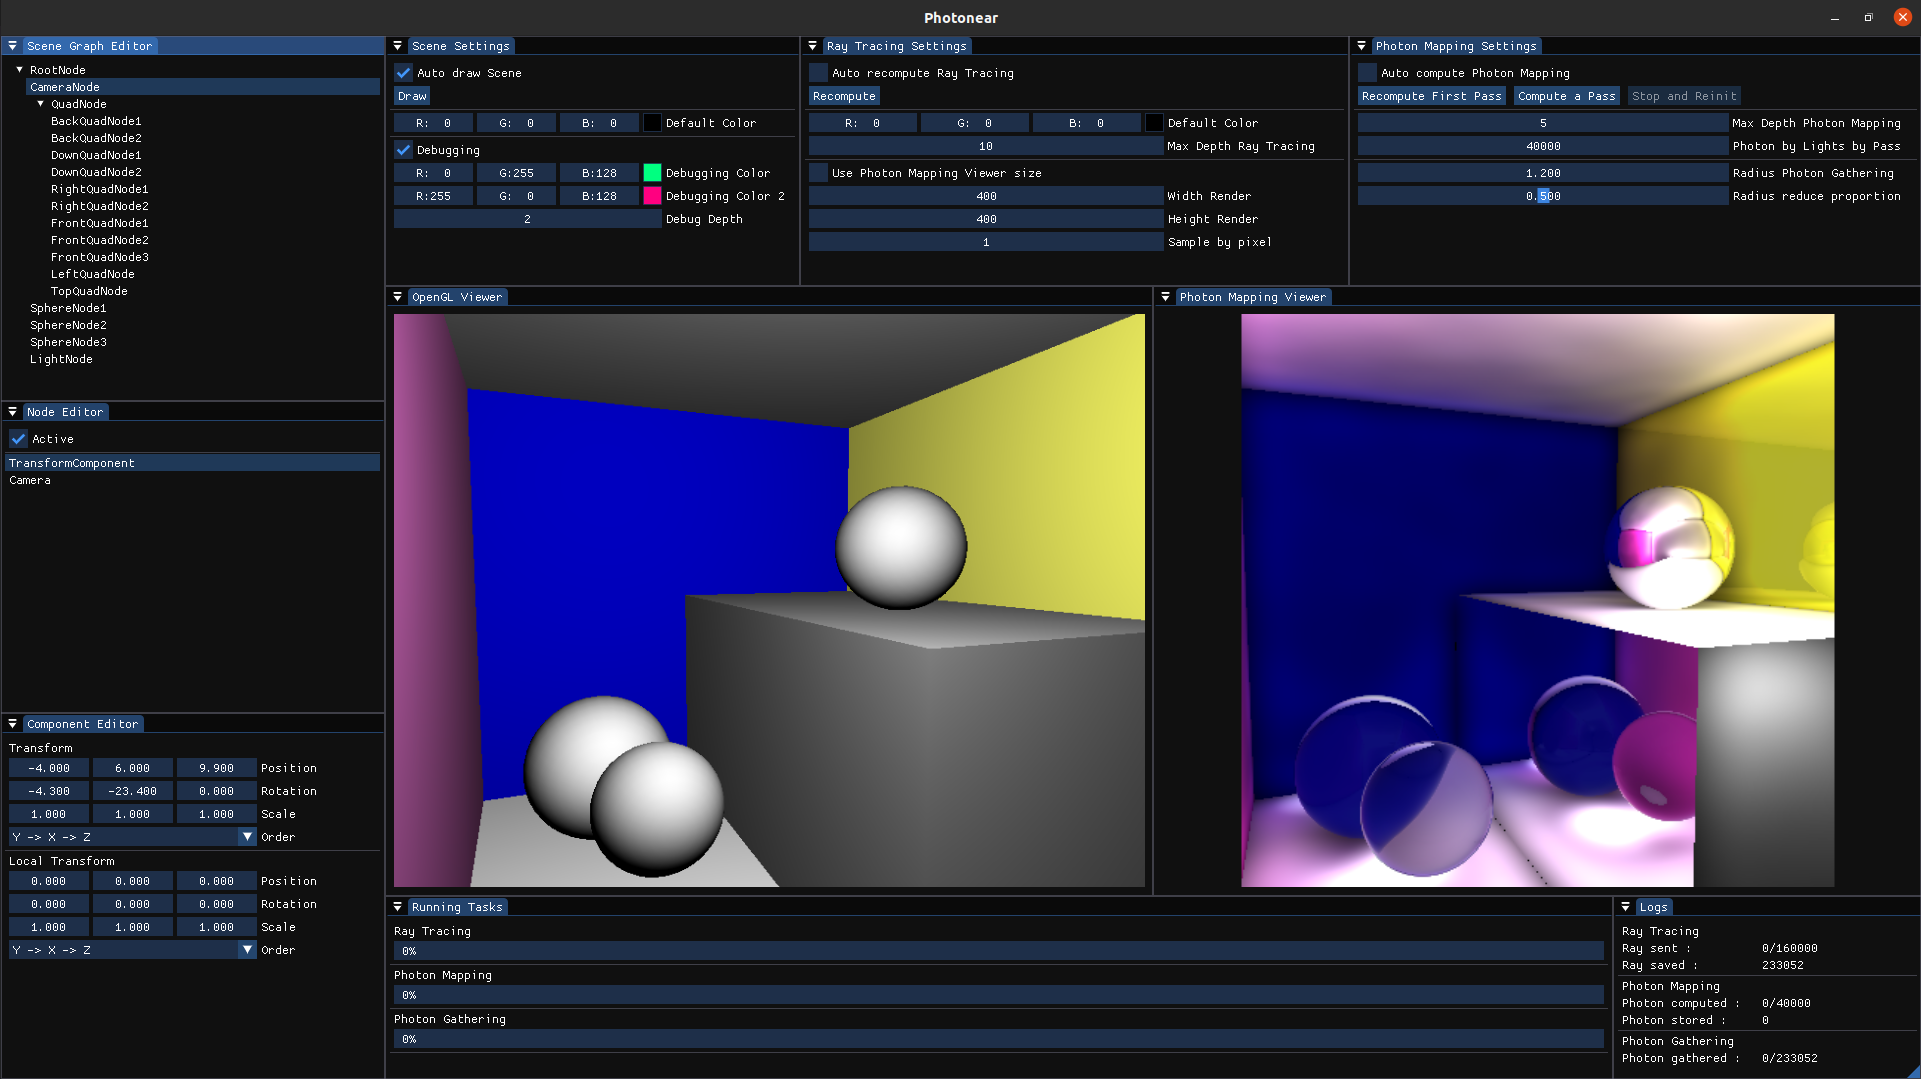 Photonear
Scene Graph Editor
RootNode
CameraNode
QuadNode
BackQuadNode1
BackQuadNode2
DownQuadNode1
DownQuadNode2
RightQuadNode1
RightQuadNode2
FrontQuadNode1
FrontQuadNode2
FrontQuadNode3
LeftQuadNode
TopQuadNode
SphereNode1
SphereNode2
SphereNode3
LightNode
Node Editor
Active
TransformComponent
Camera
Component Editor
Transform
-4.000 6.000 9.900 Position
-4.300 -23.400 0.000 Rotation
1.000 1.000 1.000 Scale
Y -> X -> Z Order
Local Transform
0.000 0.000 0.000 Position
0.000 0.000 0.000 Rotation
1.000 1.000 1.000 Scale
Y -> X -> Z Order
Scene Settings
Auto draw Scene
Draw
R: 0 G: 0 B: 0 Default Color
Debugging
R: 0 G:255 B:128 Debugging Color
R:255 G: 0 B:128 Debugging Color 2
2 Debug Depth
Ray Tracing Settings
Auto recompute Ray Tracing
Recompute
R: 0 G: 0 B: 0 Default Color
10 Max Depth Ray Tracing
Use Photon Mapping Viewer size
400 Width Render
400 Height Render
1 Sample by pixel
Photon Mapping Settings
Auto compute Photon Mapping
Recompute First Pass Compute a Pass Stop and Reinit
5 Max Depth Photon Mapping
40000 Photon by Lights by Pass
1.200 Radius Photon Gathering
0.500 Radius reduce proportion
OpenGL Viewer
Photon Mapping Viewer
Running Tasks
Ray Tracing
0%
Photon Mapping
0%
Photon Gathering
0%
Logs
Ray Tracing
Ray sent : 0/160000
Ray saved : 233052
Photon Mapping
Photon computed : 0/40000
Photon stored : 0
Photon Gathering
Photon gathered : 0/233052